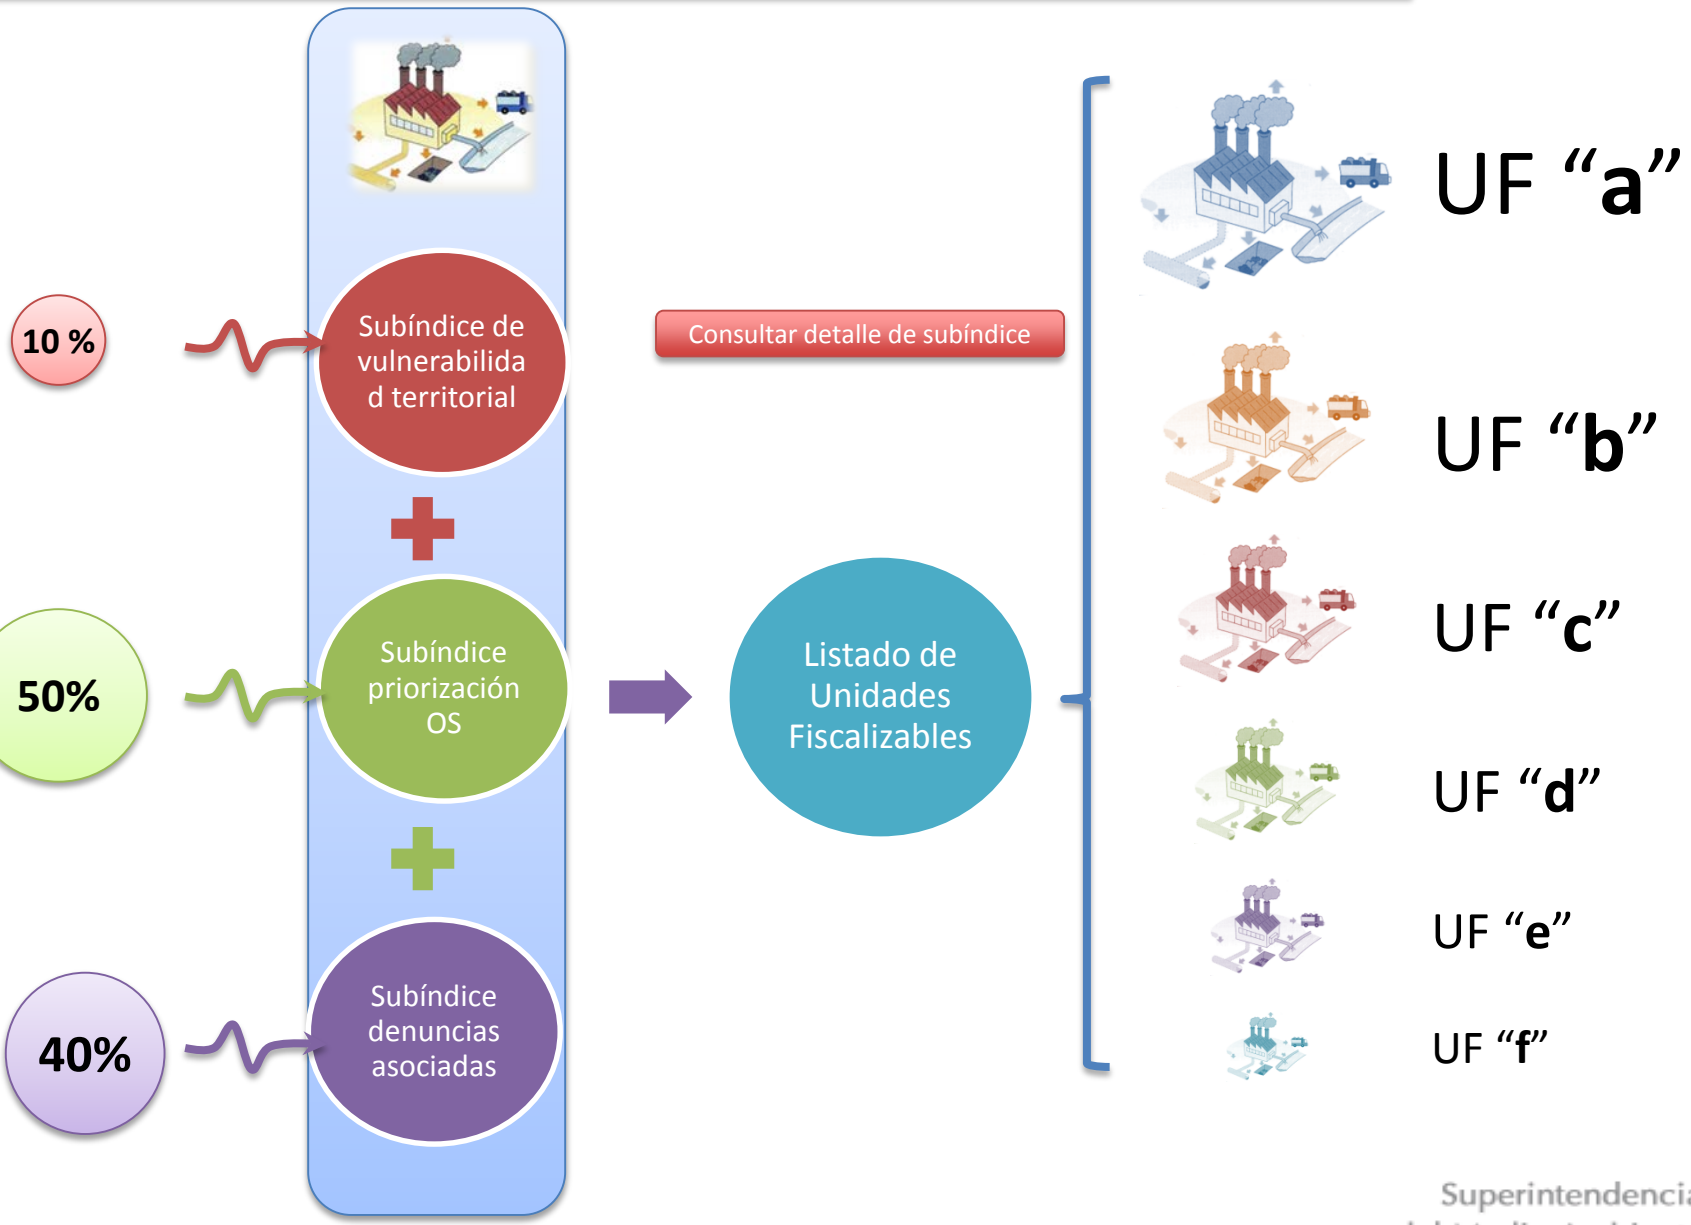 10 %
Subíndice de
vulnerabilida
d territorial
50%
Subíndice
priorización
OS
40%
Subíndice
denuncias
asociadas
Consultar detalle de subíndice
Listado de
Unidades
Fiscalizables
UF “a”
UF “b”
UF “c”
UF “d”
UF “e”
UF “f”
Superintendencia